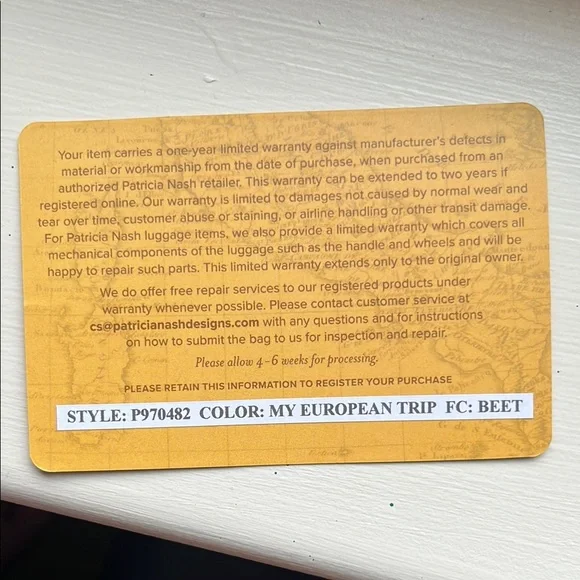 Your item carries a one-year limited warranty against manufacturer's defects in
material or workmanship from the date of purchase, when purchased from an
authorized Patricia Nash retailer. This warranty can be extended to two years if
registered online. Our warranty is limited to damages not caused by normal wear and
tear over time, customer abuse or staining, or airline handling or other transit damage.
For Patricia Nash luggage items, we also provide a limited warranty which covers all
mechanical components of the luggage such as the handle and wheels and will be
happy to repair such parts. This limited warranty extends only to the original owner.
We do offer free repair services to our registered products under
warranty whenever possible. Please contact customer service at
cs@patricianashdesigns.com with any questions and for instructions
on how to submit the bag to us for inspection and repair.
Please allow 4–6 weeks for processing.
PLEASE RETAIN THIS INFORMATION TO REGISTER YOUR PURCHASE
STYLE: P970482 COLOR: MY EUROPEAN TRIP FC: BEET